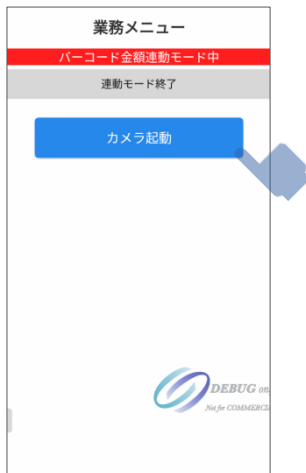 業務メニュー
バーコード金額連動モード中
連動モード終了
カメラ起動
DEBUG on
Not for COMMERCI